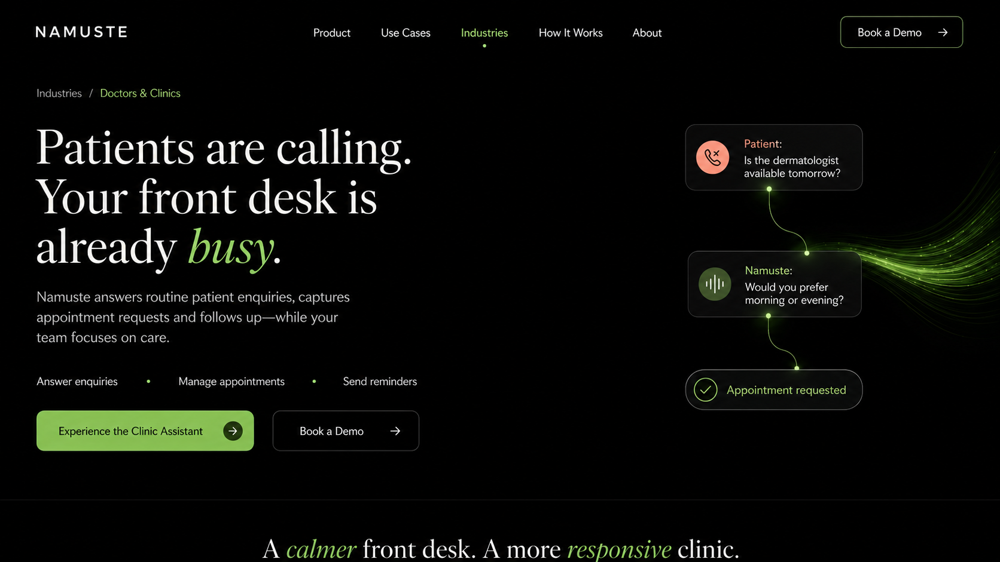 NAMUSTE
Product
Use Cases
Industries
How It Works
About
Book a Demo
Industries / Doctors & Clinics
Patients are calling.
Your front desk is
already busy.
Namuste answers routine patient enquiries, captures
appointment requests and follows up—while your
team focuses on care.
Answer enquiries • Manage appointments • Send reminders
Experience the Clinic Assistant
Book a Demo
Patient:
Is the dermatologist
available tomorrow?
Namuste:
Would you prefer
morning or evening?
Appointment requested
A calmer front desk. A more responsive clinic.